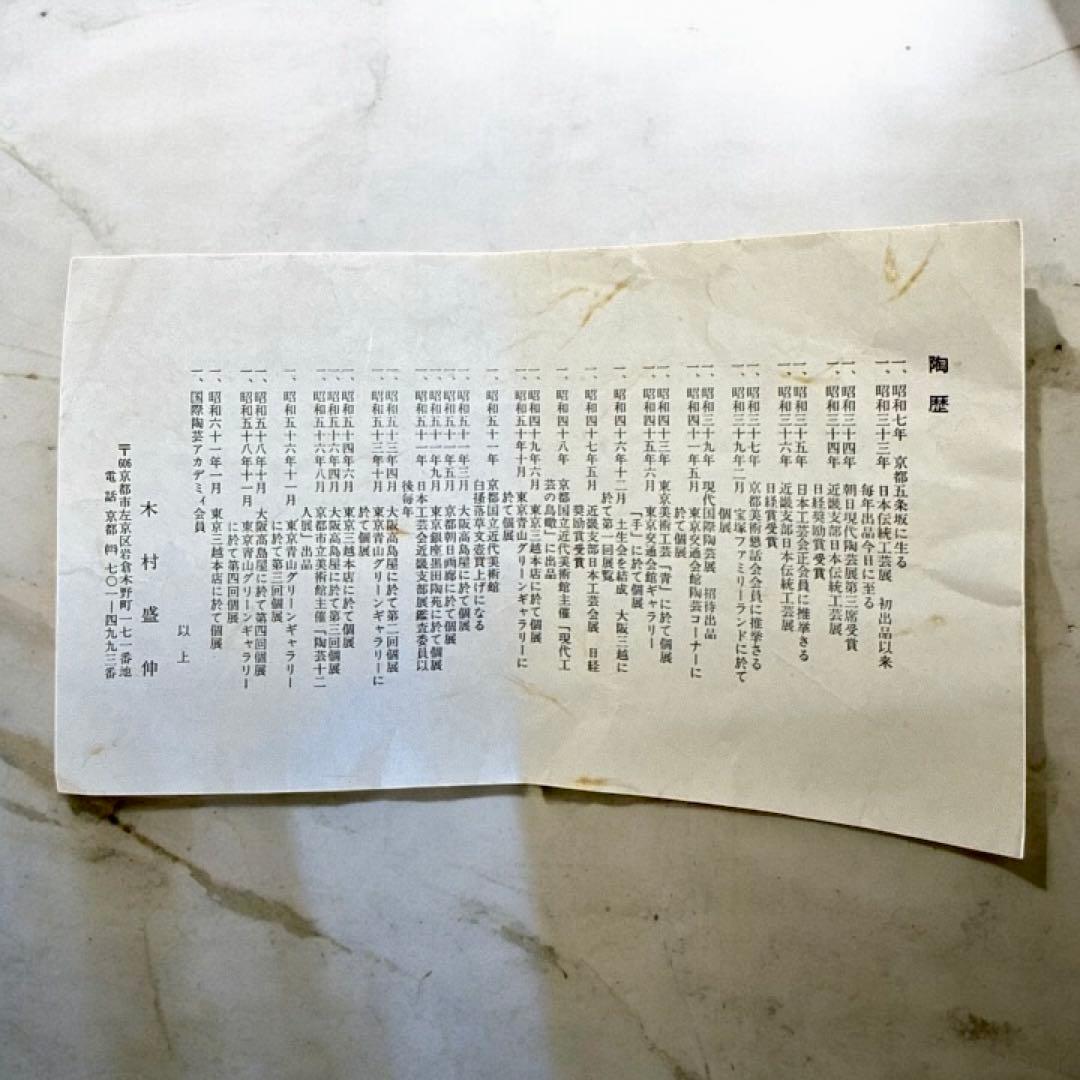 陶歴
一、昭和七年 京都五条坂に生る
一、昭和三十三年 日本伝統工芸展 初出品以来
毎年出品今日に至る
一、昭和三十四年 朝日現代陶芸展第三席受賞
一、昭和三十四年 近畿支部日本伝統工芸展
日経奨励賞受賞
一、昭和三十五年 日本工芸会正会員に推挙さる
一、昭和三十六年 近畿支部日本伝統工芸展
日経賞受賞
一、昭和三十七年 京都美術懇話会会員に推挙さる
一、昭和三十九年二月 宝塚ファミリーランドに於て
個展
一、昭和三十九年 現代国際陶芸展 招待出品
一、昭和四十一年五月 東京交通会館陶芸コーナーに
於て個展
一、昭和四十三年 東京美術工芸「青」に於て個展
一、昭和四十五年六月 東京交通会館ギャラリー
「手」に於て個展
一、昭和四十六年十二月 土生会を結成 大阪三越に
於て第一回展覧
一、昭和四十七年五月 近畿支部日本工芸会展 日経
奨励賞受賞
一、昭和四十八年 京都国立近代美術館主催「現代工
芸の鳥瞰」に出品
一、昭和四十九年六月 東京三越本店に於て個展
一、昭和五十年十月 東京青山グリーンギャラリーに
於て個展
一、昭和五十一年 京都国立近代美術館
白掻落草文壺買上げになる
一、昭和五十一年三月 大阪高島屋に於て個展
一、昭和五十一年五月 京都朝日画廊に於て個展
一、昭和五十一年九月 東京銀座黒田陶苑に於て個展
一、昭和五十一年 日本工芸会近畿支部展鑑査委員以
後毎年
一、昭和五十三年四月 大阪高島屋に於て第二回個展
一、昭和五十三年十月 東京青山グリーンギャラリーに
於て個展
一、昭和五十四年六月 東京三越本店に於て個展
一、昭和五十六年四月 大阪高島屋に於て第三回個展
一、昭和五十六年八月 京都市立美術館主催「陶芸十二
人展」出品
一、昭和五十六年十一月 東京青山グリーンギャラリー
に於て第三回個展
一、昭和五十八年十月 大阪高島屋に於て第四回個展
一、昭和五十八年十一月 東京青山グリーンギャラリー
に於て第四回個展
一、昭和六十一年一月 東京三越本店に於て個展
一、国際陶芸アカデミィ会員
以上
木村盛伸
〒606京都市左京区岩倉木野町一七一番地
電話 京都 七〇一―四九九三番